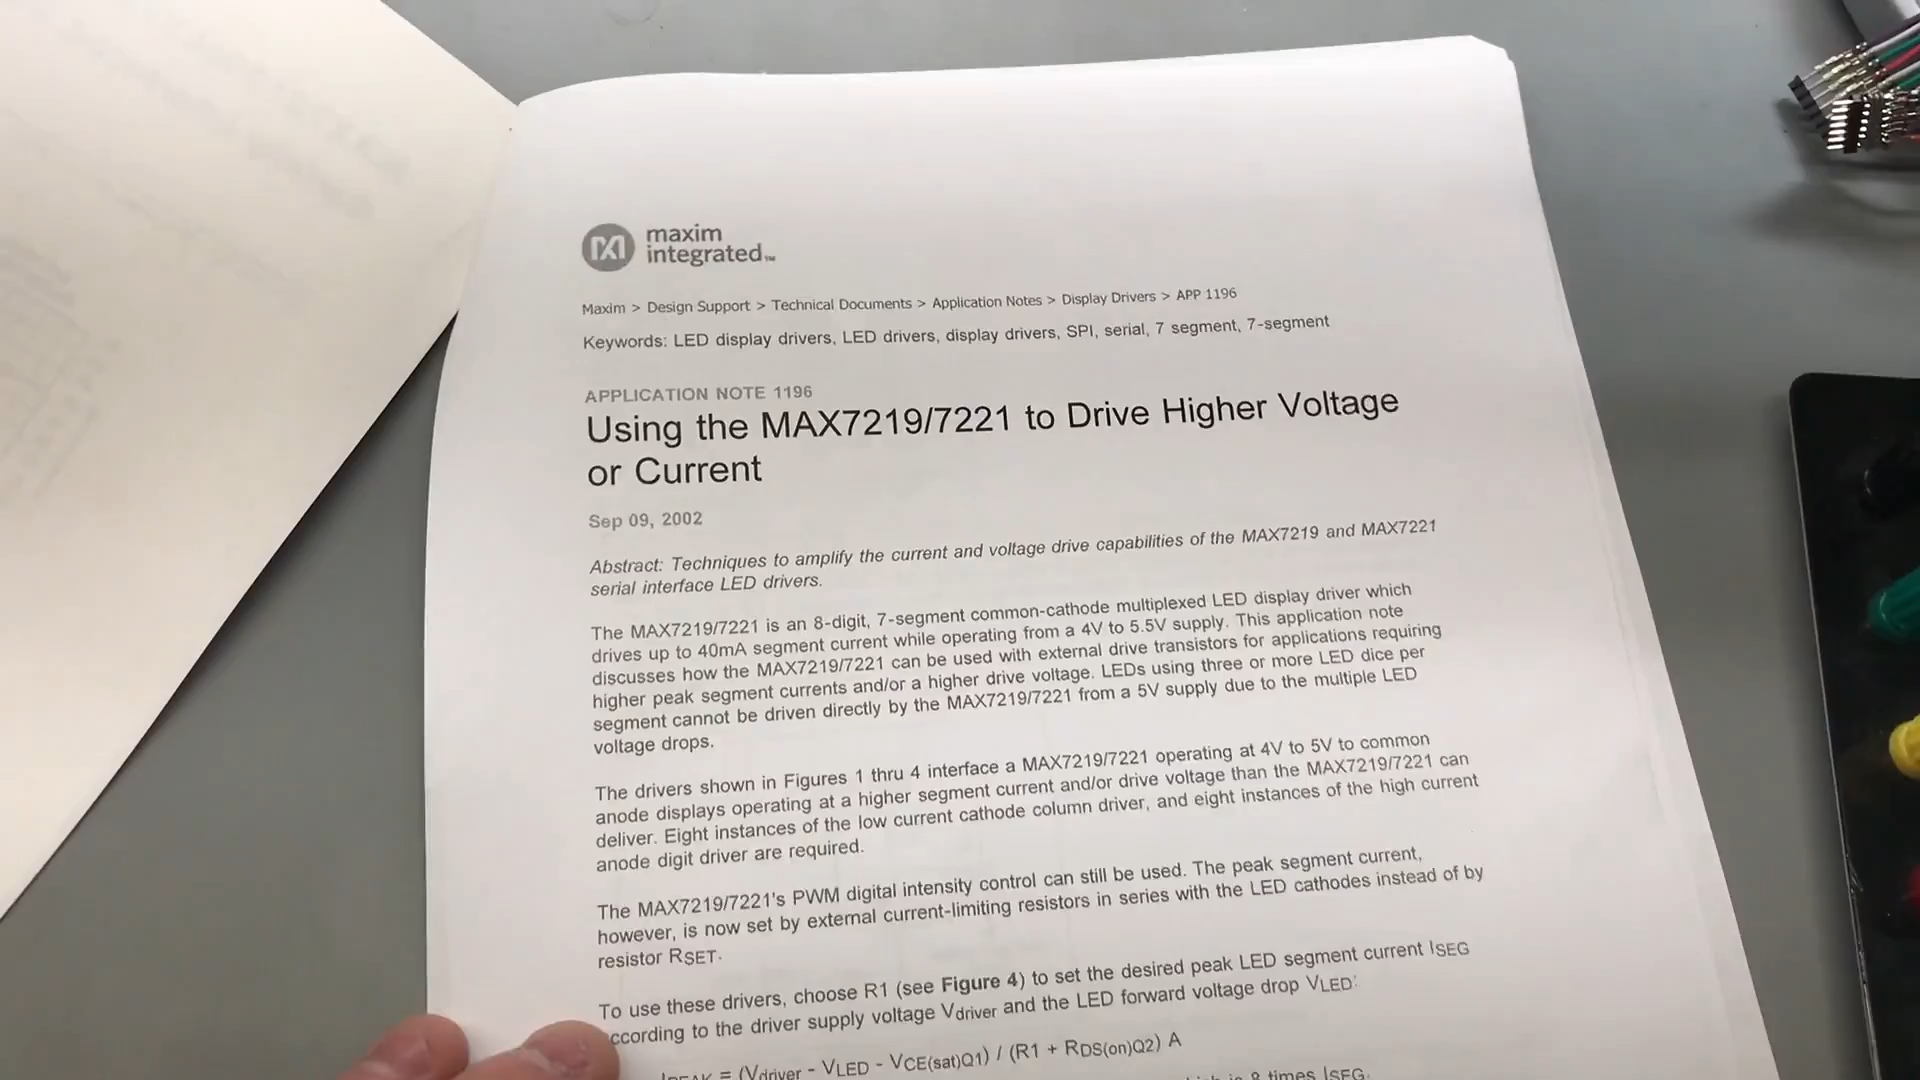 maxim
integrated™
Maxim > Design Support > Technical Documents > Application Notes > Display Drivers > APP 1196
Keywords: LED display drivers, LED drivers, display drivers, SPI, serial, 7 segment, 7-segment
APPLICATION NOTE 1196
Using the MAX7219/7221 to Drive Higher Voltage
or Current
Sep 09, 2002
Abstract: Techniques to amplify the current and voltage drive capabilities of the MAX7219 and MAX7221
serial interface LED drivers.
The MAX7219/7221 is an 8-digit, 7-segment common-cathode multiplexed LED display driver which
drives up to 40mA segment current while operating from a 4V to 5.5V supply. This application note
discusses how the MAX7219/7221 can be used with external drive transistors for applications requiring
higher peak segment currents and/or a higher drive voltage. LEDs using three or more LED dice per
segment cannot be driven directly by the MAX7219/7221 from a 5V supply due to the multiple LED
voltage drops.
The drivers shown in Figures 1 thru 4 interface a MAX7219/7221 operating at 4V to 5V to common
anode displays operating at a higher segment current and/or drive voltage than the MAX7219/7221 can
deliver. Eight instances of the low current cathode column driver, and eight instances of the high current
anode digit driver are required.
The MAX7219/7221's PWM digital intensity control can still be used. The peak segment current,
however, is now set by external current-limiting resistors in series with the LED cathodes instead of by
resistor RSET.
To use these drivers, choose R1 (see Figure 4) to set the desired peak LED segment current ISEG
ccording to the driver supply voltage Vdriver and the LED forward voltage drop VLED:
= (Vdriver - VLED - VCE(sat)Q1) / (R1 + RDS(on)Q2) A
is 8 times ISEG.